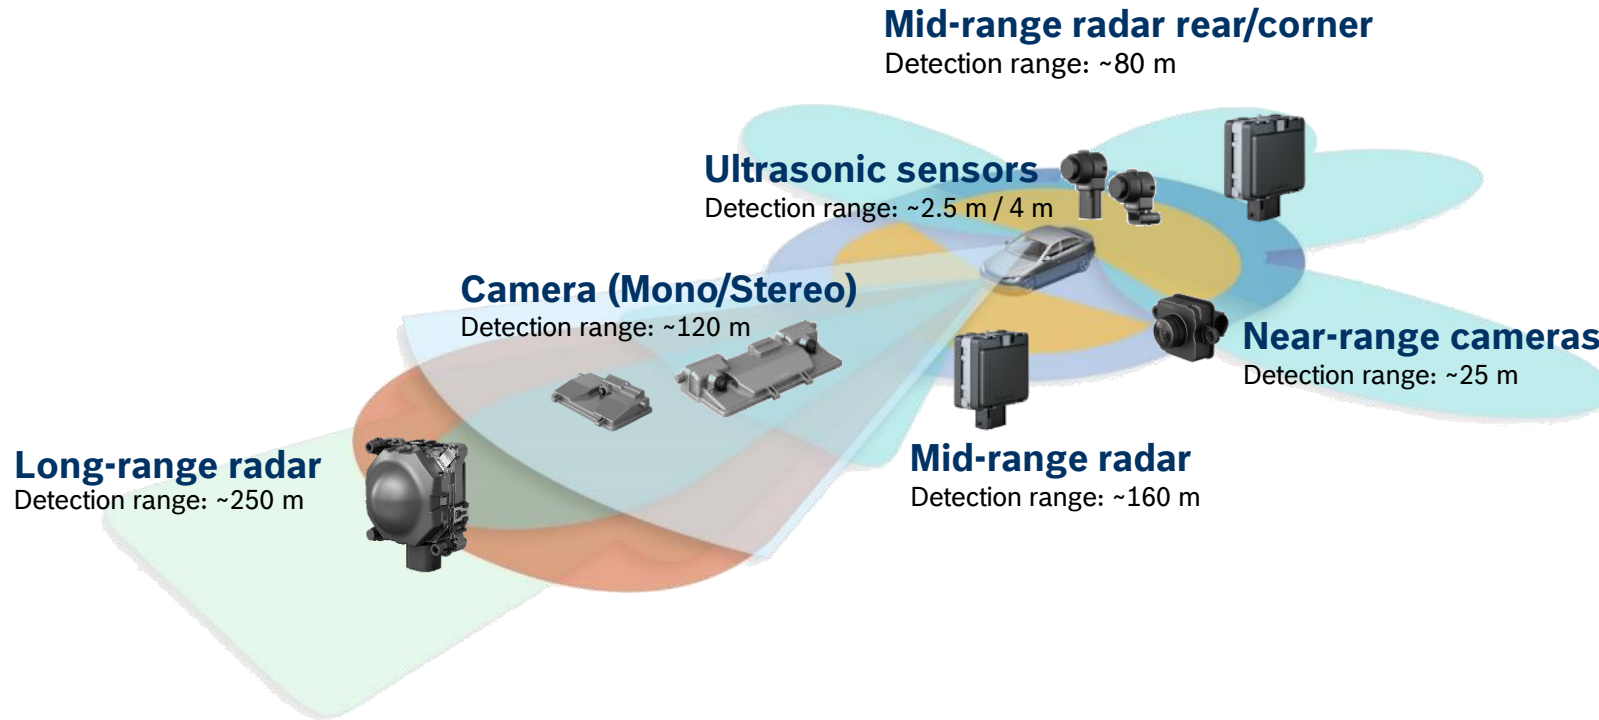 Mid-range radar rear/corner
Detection range: ~80 m
Ultrasonic sensors
Detection range: ~2.5 m / 4 m
Camera (Mono/Stereo)
Detection range: ~120 m
Near-range cameras
Detection range: ~25 m
Long-range radar
Detection range: ~250 m
Mid-range radar
Detection range: ~160 m